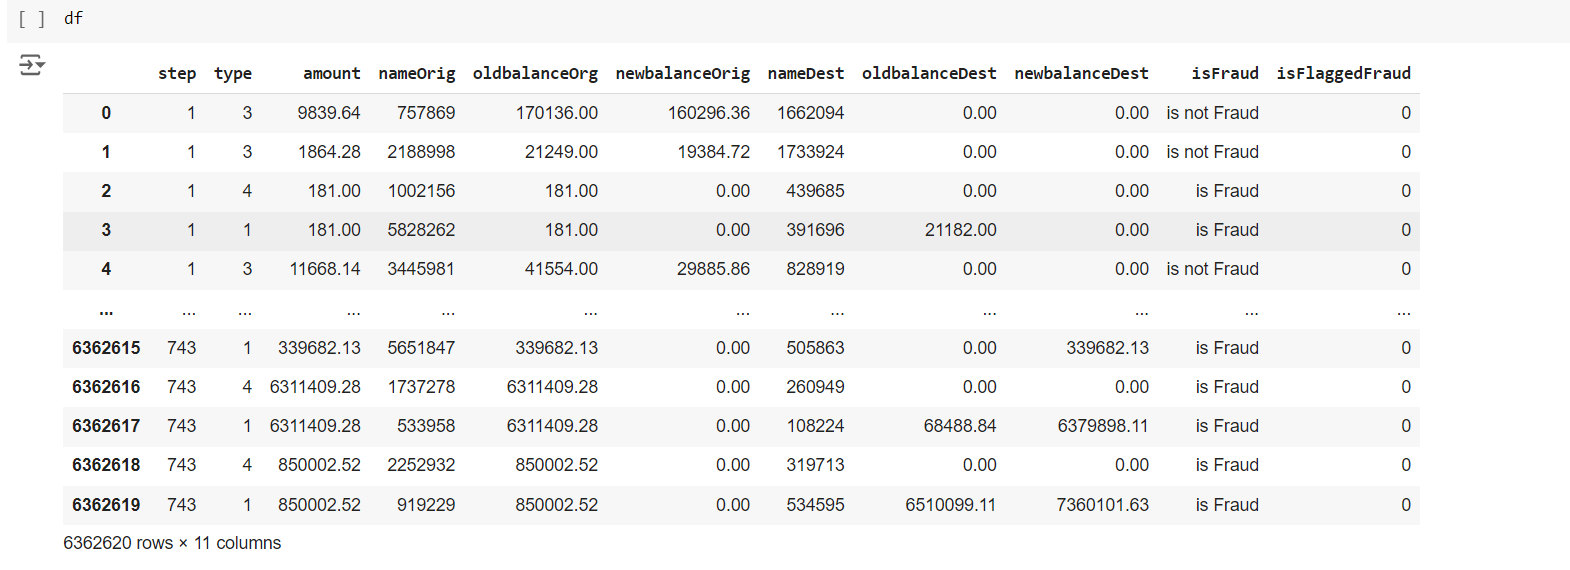 [ ] df
step type amount nameOrig oldbalanceOrg newbalanceOrig nameDest oldbalanceDest newbalanceDest isFraud isFlaggedFraud
0 1 3 9839.64 757869 170136.00 160296.36 1662094 0.00 0.00 is not Fraud 0
1 1 3 1864.28 2188998 21249.00 19384.72 1733924 0.00 0.00 is not Fraud 0
2 1 4 181.00 1002156 181.00 0.00 439685 0.00 0.00 is Fraud 0
3 1 1 181.00 5828262 181.00 0.00 391696 21182.00 0.00 is Fraud 0
4 1 3 11668.14 3445981 41554.00 29885.86 828919 0.00 0.00 is not Fraud 0
... ... ... ... ... ... ... ... ... ... ... ...
6362615 743 1 339682.13 5651847 339682.13 0.00 505863 0.00 339682.13 is Fraud 0
6362616 743 4 6311409.28 1737278 6311409.28 0.00 260949 0.00 0.00 is Fraud 0
6362617 743 1 6311409.28 533958 6311409.28 0.00 108224 68488.84 6379898.11 is Fraud 0
6362618 743 4 850002.52 2252932 850002.52 0.00 319713 0.00 0.00 is Fraud 0
6362619 743 1 850002.52 919229 850002.52 0.00 534595 6510099.11 7360101.63 is Fraud 0
6362620 rows × 11 columns